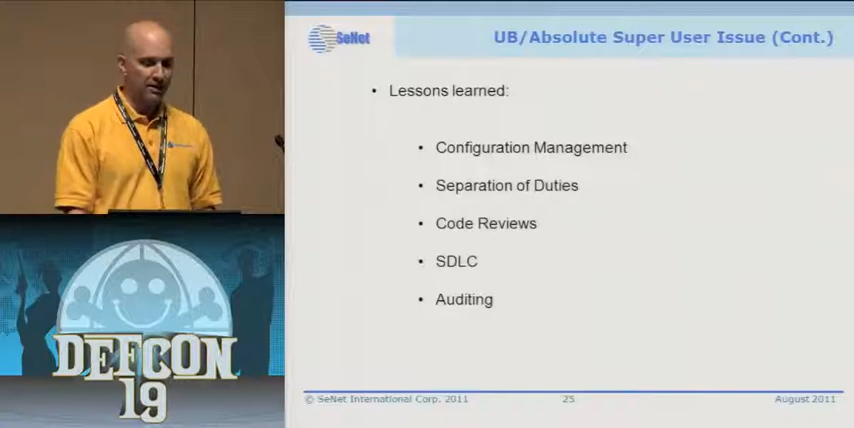 SeNet
UB/Absolute Super User Issue (Cont.)
• Lessons learned:
• Configuration Management
• Separation of Duties
• Code Reviews
• SDLC
• Auditing
© SeNet International Corp. 2011
25
August 2011
DEFCON
19